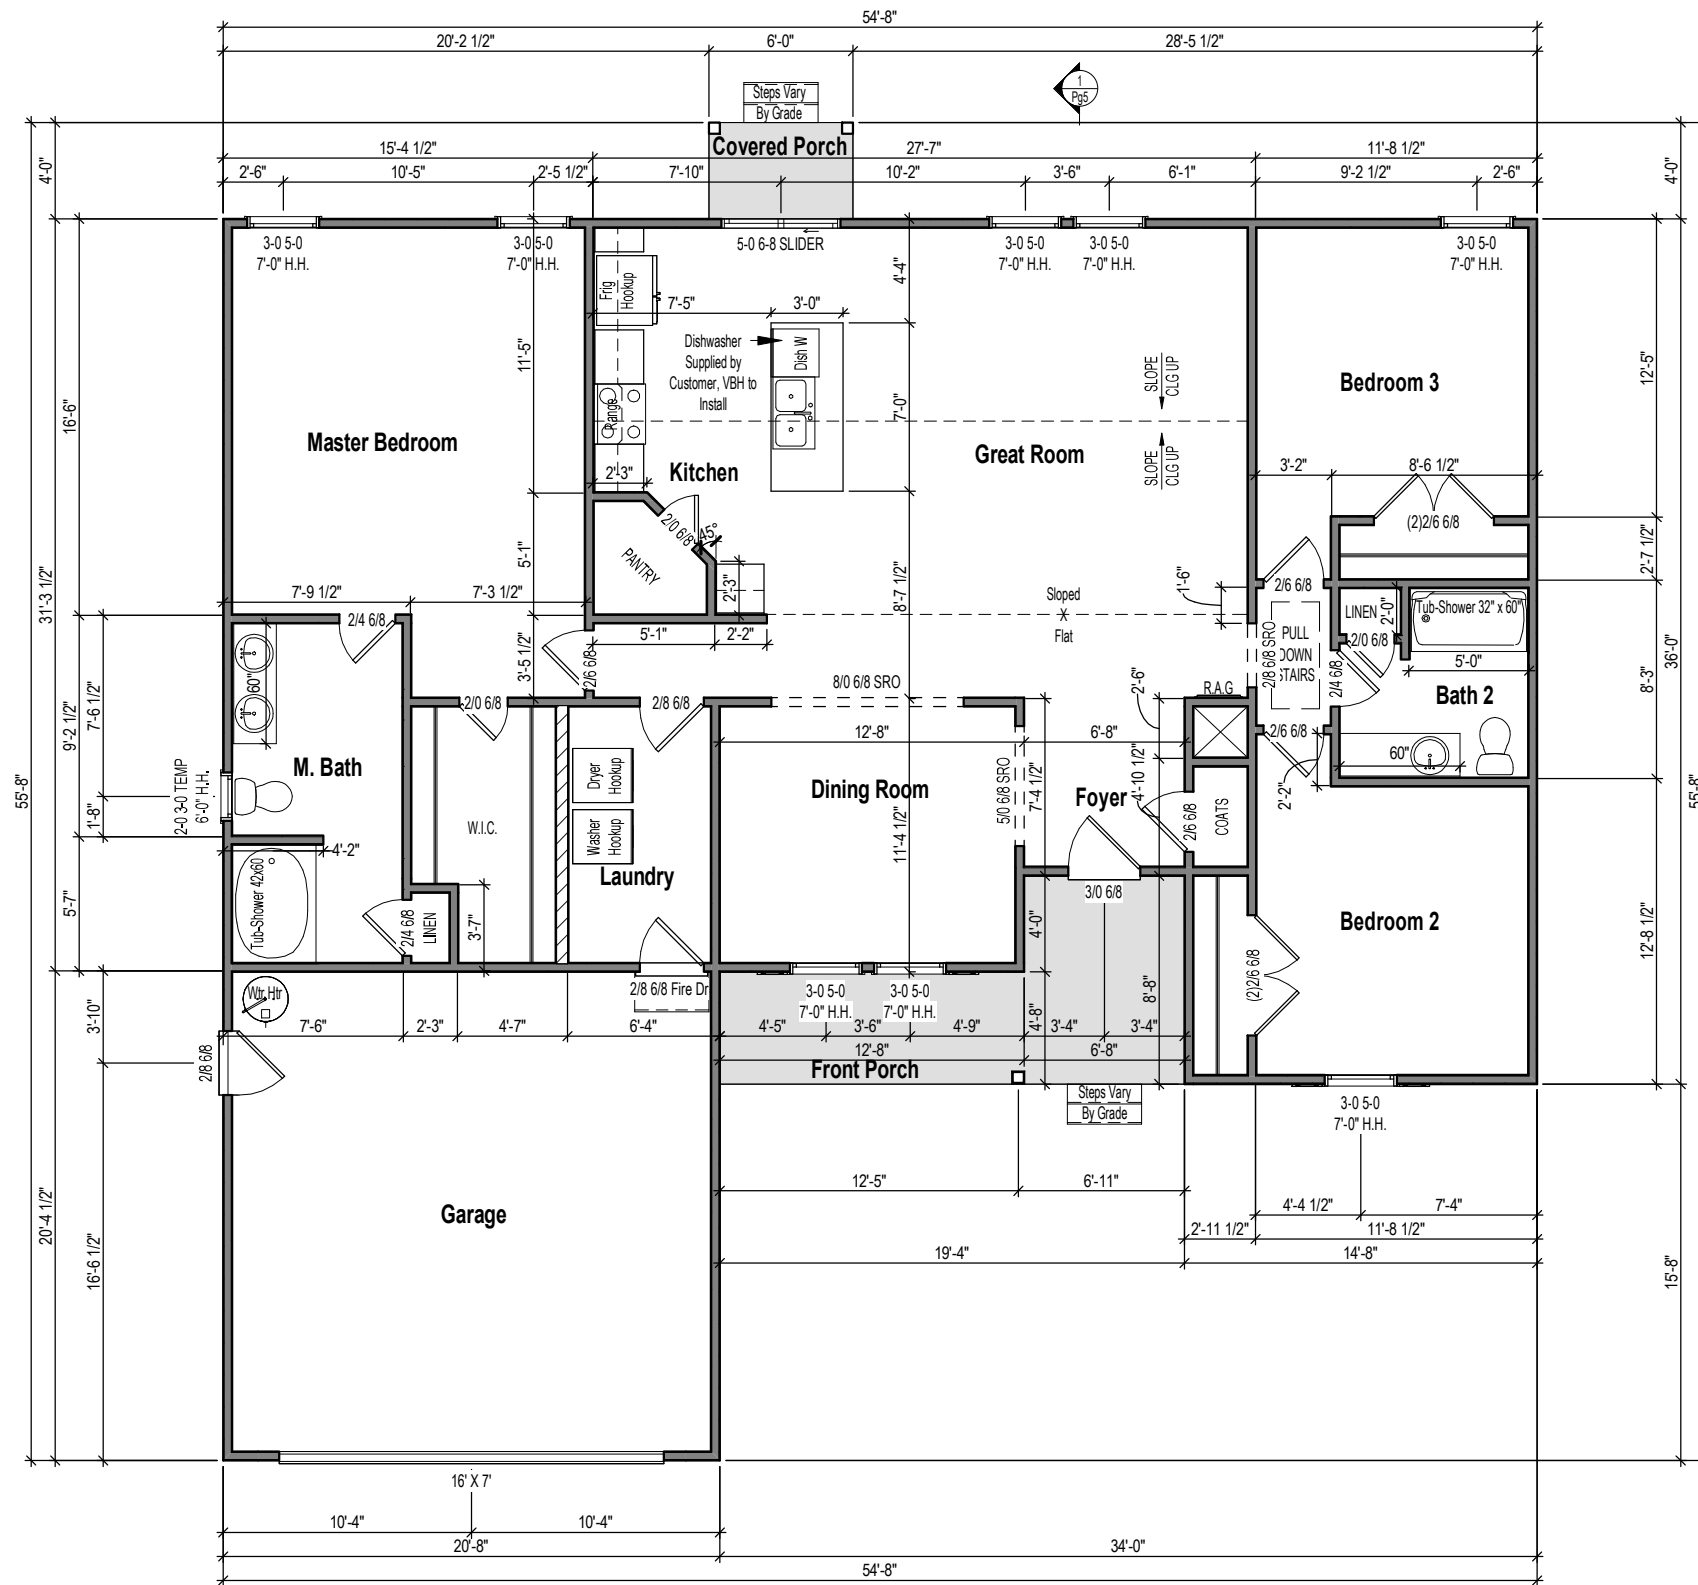 54'-8"
20'-2 1/2"
6'-0"
28'-5 1/2"
1
Pg5
Steps Vary
By Grade
Covered Porch
15'-4 1/2"
27'-7"
11'-8 1/2"
2'-6"
10'-5"
2'-5 1/2"
7'-10"
10'-2"
3'-6"
6'-1"
9'-2 1/2"
2'-6"
4'-0"
4'-0"
3-0 5-0
7'-0" H.H.
3-0 5-0
7'-0" H.H.
5-0 6-8 SLIDER
3-0 5-0
7'-0" H.H.
3-0 5-0
7'-0" H.H.
3-0 5-0
7'-0" H.H.
Frig
Hookup
4'-4"
7'-5"
3'-0"
Dishwasher
Supplied by
Customer, VBH to
Install
Dish W
11'-5"
Range
7'-0"
SLOPE
CLG UP
SLOPE
CLG UP
12'-5"
Bedroom 3
16'-6"
Master Bedroom
Kitchen
Great Room
2'-3"
3'-2"
8'-6 1/2"
2/0 6/8
45°
(2)2/6 6/8
PANTRY
5'-1"
2'-3"
2'-7 1/2"
31'-3 1/2"
7'-9 1/2"
7'-3 1/2"
8'-7 1/2"
Sloped
Flat
1'-6"
2/6 6/8
LINEN
2'-0"
Tub-Shower 32" x 60"
2/4 6/8
5'-1"
2'-2"
3'-5 1/2"
2/6 6/8
2/8 6/8 SRO
PULL
DOWN
STAIRS
2/0 6/8
2/4 6/8
5'-0"
Bath 2
8'-3"
36'-0"
60"
2/0 6/8
2/8 6/8
8/0 6/8 SRO
2'-6"
R.A.G
7'-6 1/2"
9'-2 1/2"
12'-8"
6'-8"
2/6 6/8
60"
M. Bath
2-0 3-0 TEMP
6'-0" H.H.
Dryer
Hookup
Dining Room
5/0 6/8 SRO
7'-4 1/2"
4'-10 1/2"
Foyer
2'-2"
55'-8"
55'-8"
1'-8"
W.I.C.
Washer
Hookup
11'-4 1/2"
2/6 6/8
COATS
4'-2"
Laundry
Tub-Shower 42x60
5'-7"
2/4 6/8
LINEN
3'-7"
3/0 6/8
4'-0"
Bedroom 2
12'-8 1/2"
(2)2/6 6/8
Wtr Htr
2/8 6/8 Fire Dr
3-0 5-0
7'-0" H.H.
3-0 5-0
7'-0" H.H.
8'-8"
4'-8"
3'-10"
7'-6"
2'-3"
4'-7"
6'-4"
4'-5"
3'-6"
4'-9"
3'-4"
3'-4"
12'-8"
6'-8"
2/8 6/8
Front Porch
Steps Vary
By Grade
3-0 5-0
7'-0" H.H.
12'-5"
6'-11"
4'-4 1/2"
7'-4"
Garage
2'-11 1/2"
11'-8 1/2"
20'-4 1/2"
16'-6 1/2"
19'-4"
14'-8"
15'-8"
16' X 7'
10'-4"
10'-4"
20'-8"
34'-0"
54'-8"